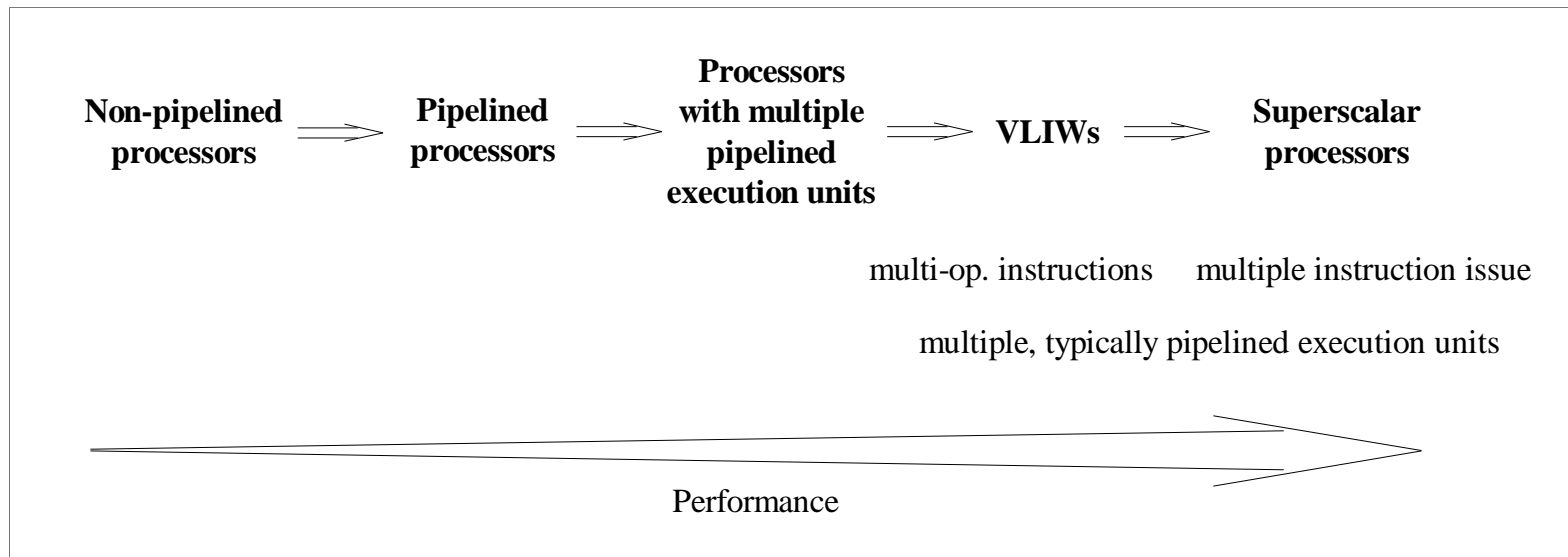 Non-pipelined
processors
Pipelined
processors
Processors
with multiple
pipelined
execution units
VLIWs
Superscalar
processors
multi-op. instructions
multiple instruction issue
multiple, typically pipelined execution units
Performance